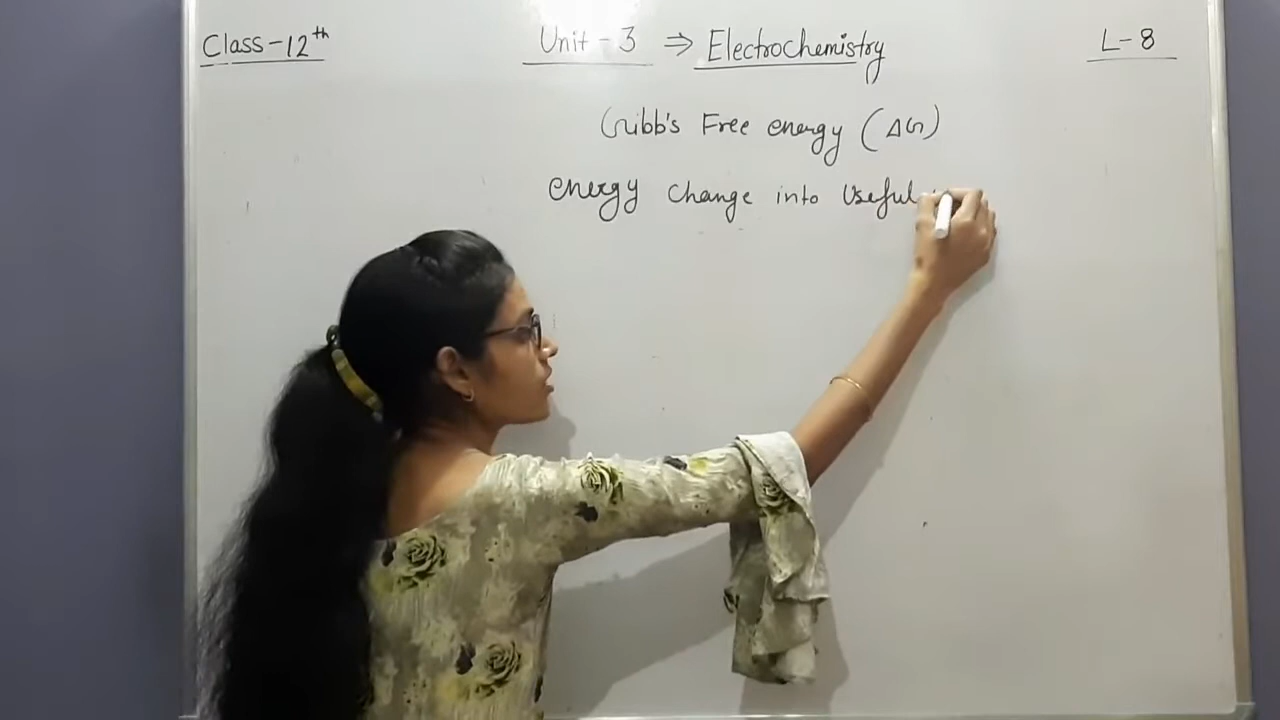 Class-12th Unit-3 ⇒ Electrochemistry L-8
Gibb's Free energy (ΔG)
energy change into Useful